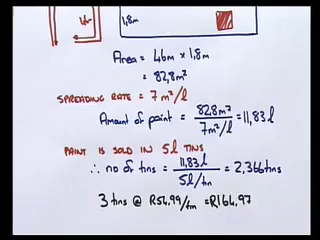 1,8m
Area = 46m × 1,8m
= 82,8m²
SPREADING RATE = 7 m²/l
Amount of paint = 82,8m² / 7m²/l = 11,83l
PAINT IS SOLD IN 5l TINS
∴ no of tins = 11,83l / 5l/tin = 2,366 tins
3 tins @ R54,99/tin = R164,97